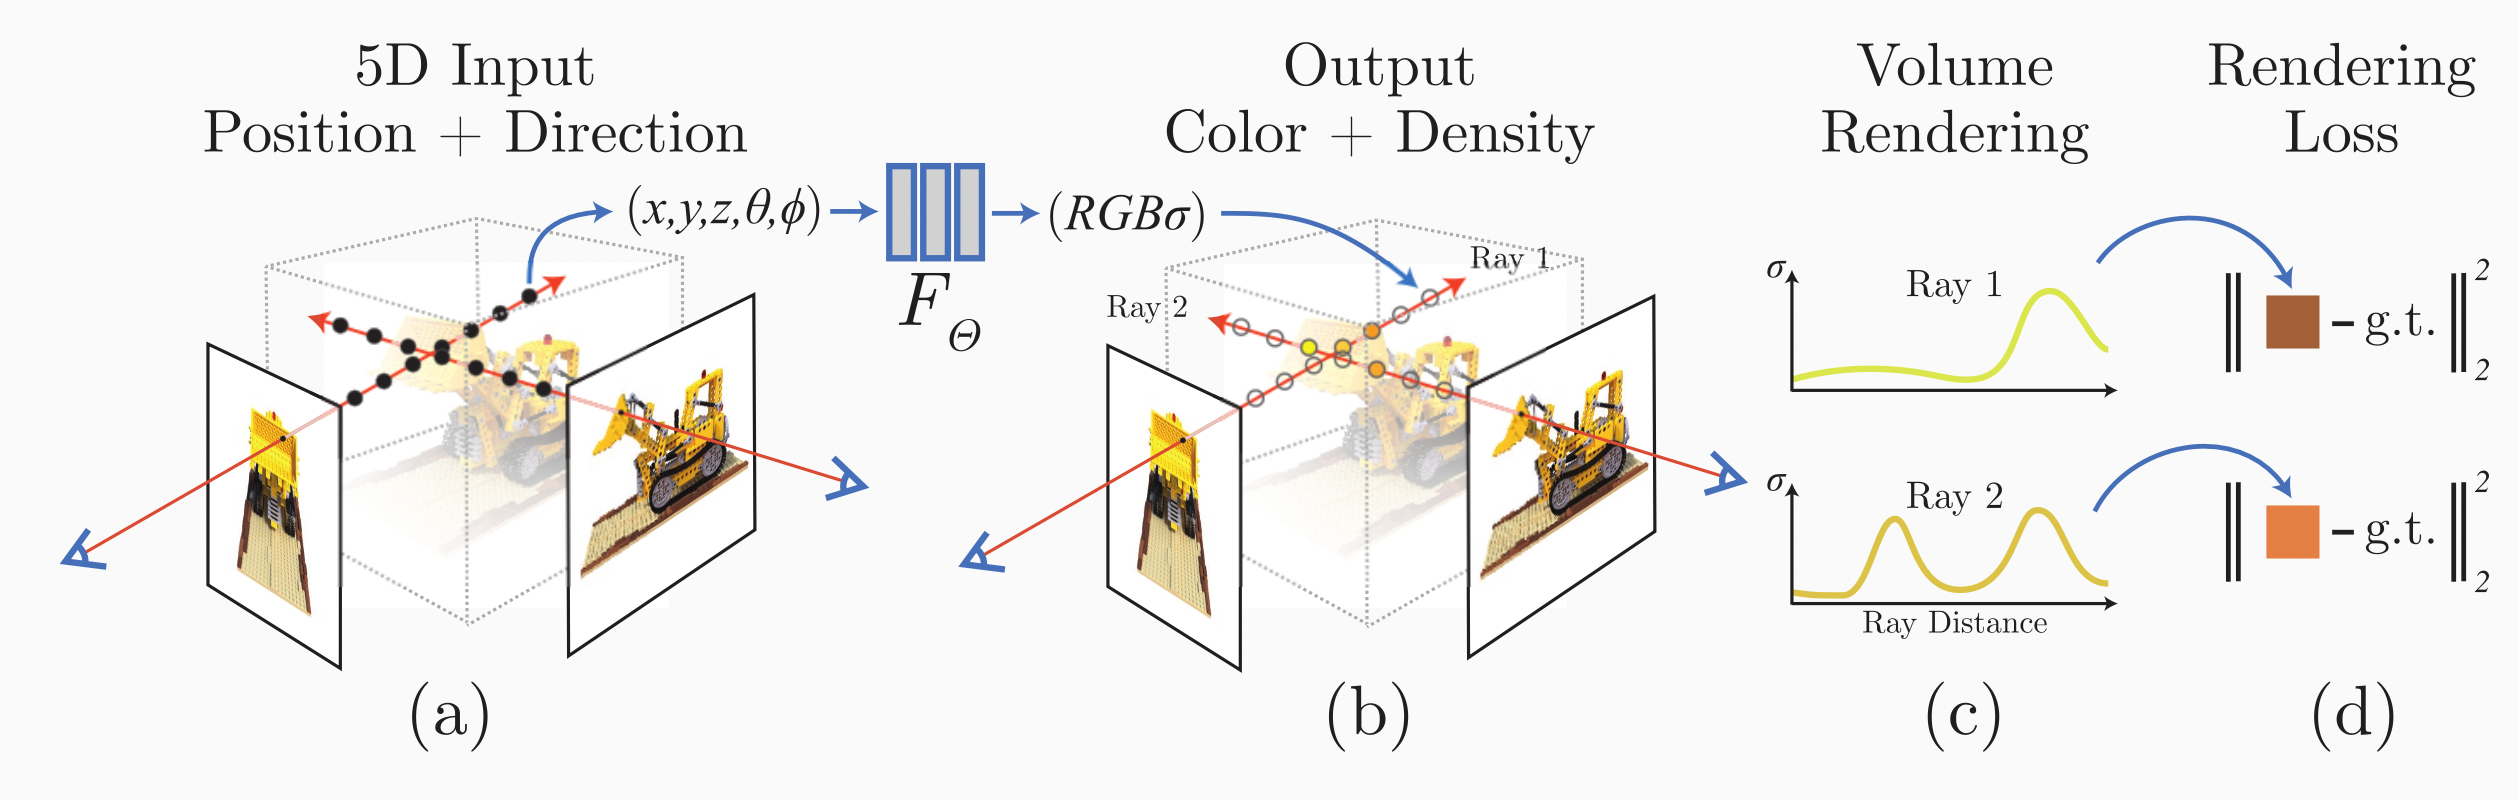 5D Input
Position + Direction
(x,y,z,θ,ϕ)
F_Θ
Output
Color + Density
(RGBσ)
Ray 1
Ray 2
Volume
Rendering
σ
Ray 1
σ
Ray 2
Ray Distance
Rendering
Loss
‖ − g.t. ‖ 2 2
‖ − g.t. ‖ 2 2
(a)
(b)
(c)
(d)